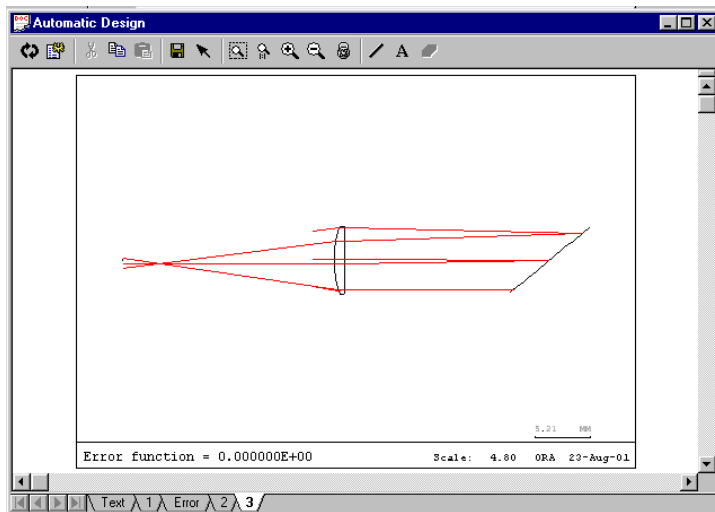 Automatic Design
A
5.21 MM
Error function = 0.000000E+00 Scale: 4.80 ORA 23-Aug-01
Text 1 Error 2 3